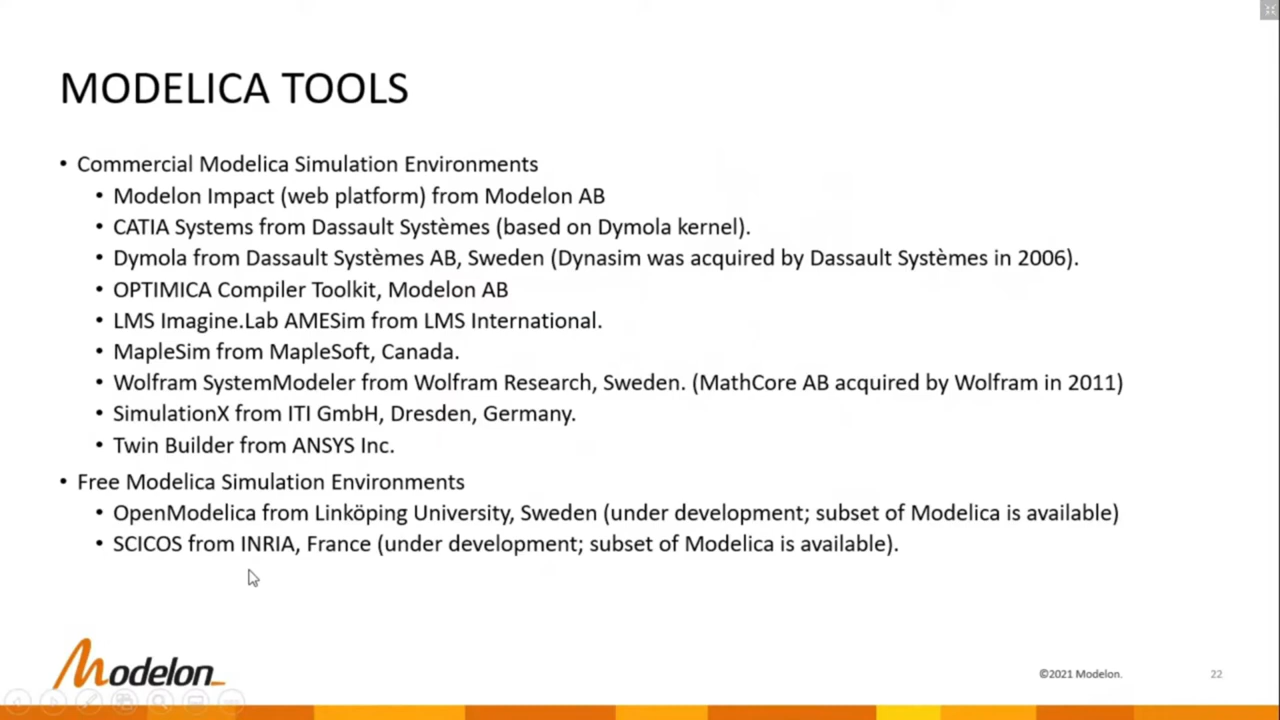 MODELICA TOOLS
• Commercial Modelica Simulation Environments
• Modelon Impact (web platform) from Modelon AB
• CATIA Systems from Dassault Systèmes (based on Dymola kernel).
• Dymola from Dassault Systèmes AB, Sweden (Dynasim was acquired by Dassault Systèmes in 2006).
• OPTIMICA Compiler Toolkit, Modelon AB
• LMS Imagine.Lab AMESim from LMS International.
• MapleSim from MapleSoft, Canada.
• Wolfram SystemModeler from Wolfram Research, Sweden. (MathCore AB acquired by Wolfram in 2011)
• SimulationX from ITI GmbH, Dresden, Germany.
• Twin Builder from ANSYS Inc.
• Free Modelica Simulation Environments
• OpenModelica from Linköping University, Sweden (under development; subset of Modelica is available)
• SCICOS from INRIA, France (under development; subset of Modelica is available).
Modelon
©2021 Modelon.
22